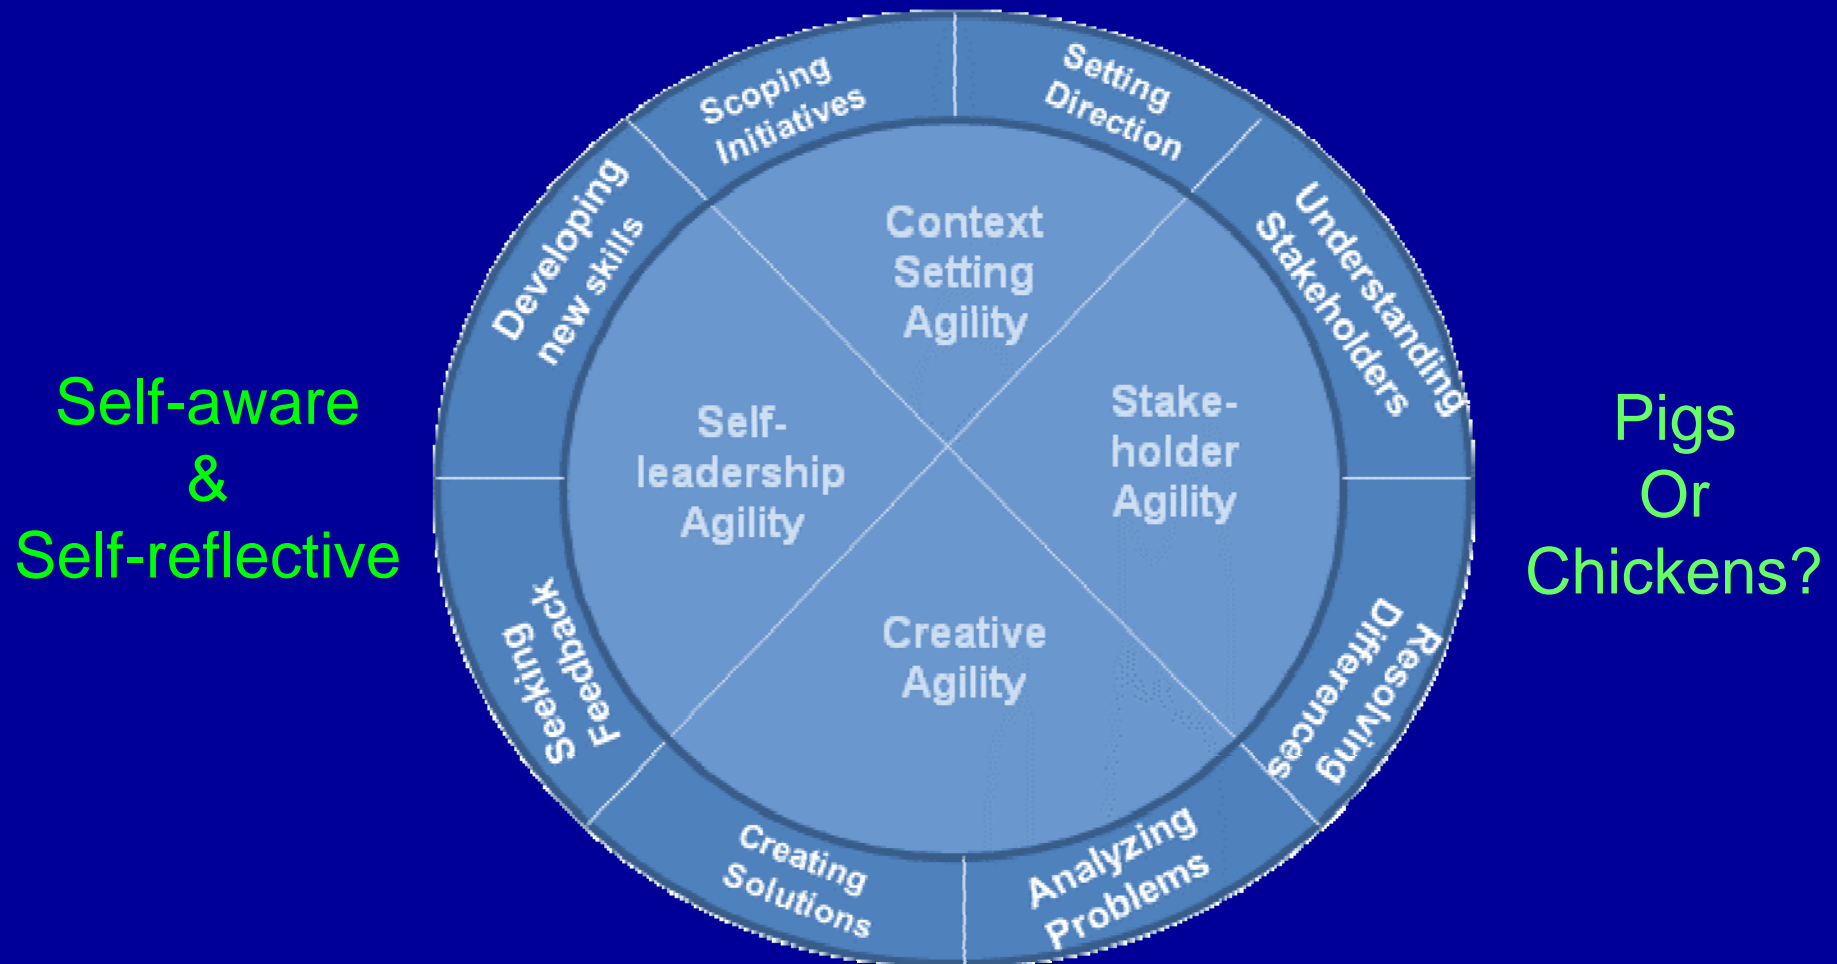 Scoping
Initiatives
Setting
Direction
Developing
new skills
Understanding
Stakeholders
Context
Setting
Agility
Self-aware
&
Self-reflective
Self-
leadership
Agility
Stake-
holder
Agility
Pigs
Or
Chickens?
Seeking
Feedback
Creative
Agility
Resolving
Differences
Creating
Solutions
Analyzing
Problems